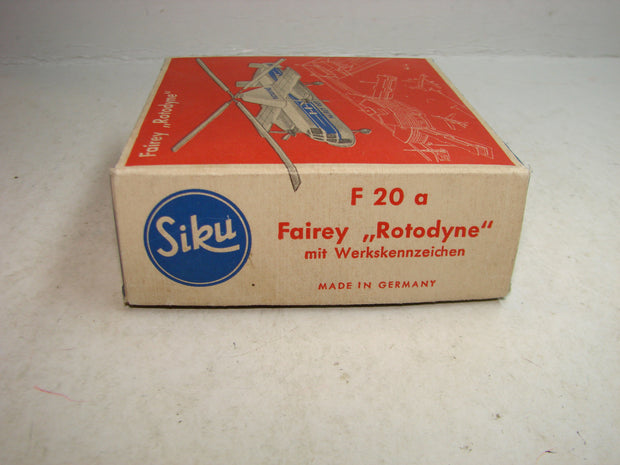 Fairey „Rotodyne“
Siku
F 20 a
Fairey „Rotodyne“
mit Werkskennzeichen
MADE IN GERMANY